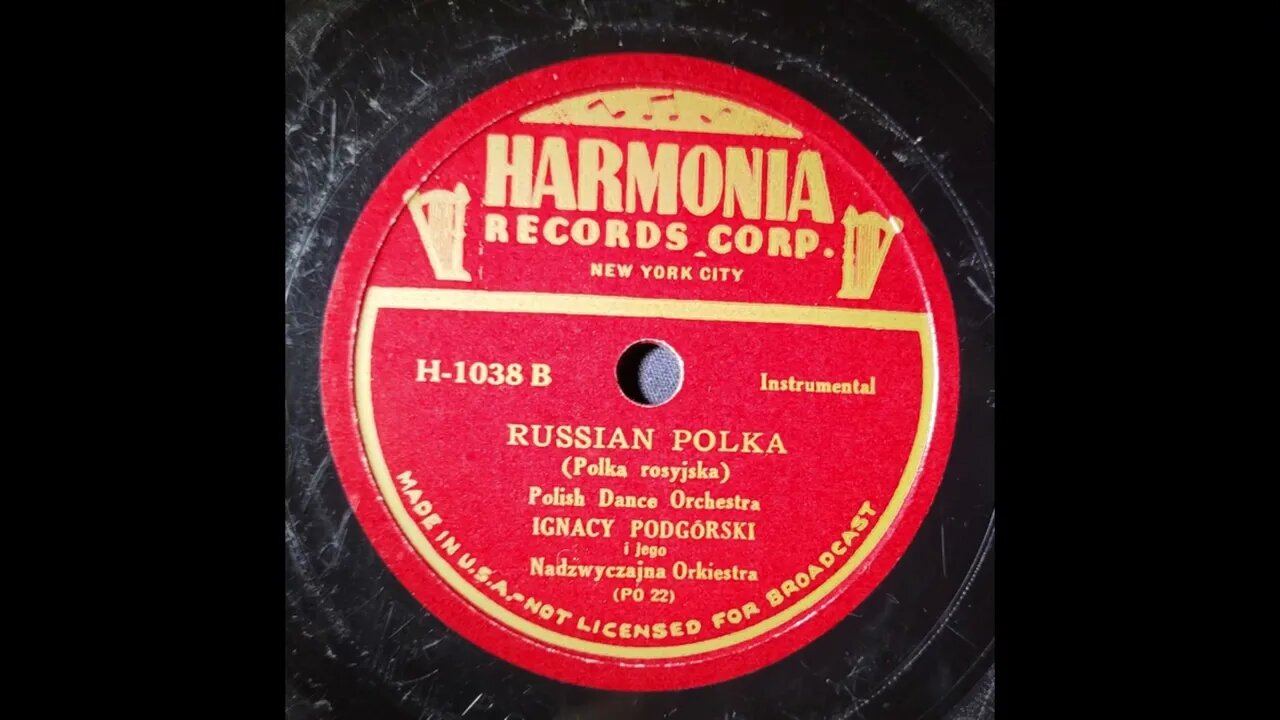 HARMONIA
RECORDS CORP.
NEW YORK CITY
H-1038 B
Instrumental
RUSSIAN POLKA
(Polka rosyjska)
Polish Dance Orchestra
IGNACY PODGÓRSKI
i jego
Nadzwyczajna Orkiestra
(PO 22)
MADE IN U.S.A.-NOT LICENSED FOR BROADCAST